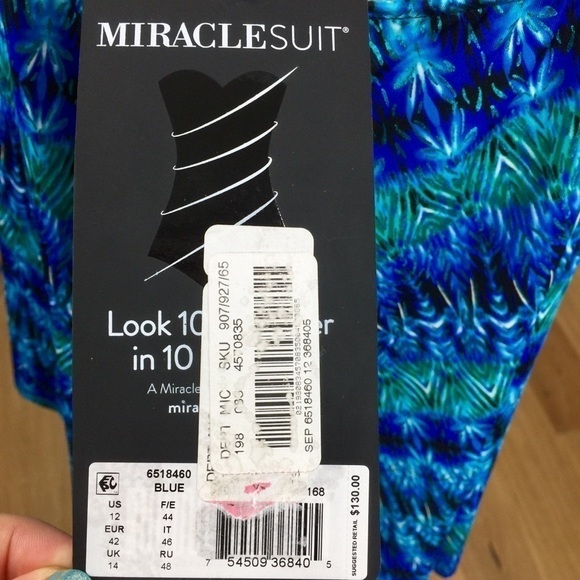 MIRACLESUIT®
Look 10
in 10
A Miracle
mira
SKU 907/927/65
DEPT MIC 4570835
198
SEP 6518460 12 368405
6518460
BLUE
168
US F/E
12 44
EUR IT
42 46
UK RU
14 48
7 54509 36840 5
SUGGESTED RETAIL $130.00